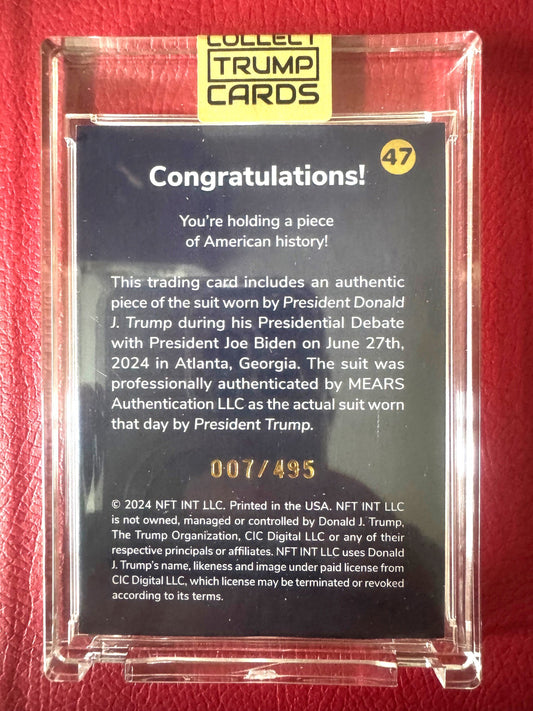 COLLECT
TRUMP
CARDS
47
Congratulations!
You're holding a piece
of American history!
This trading card includes an authentic
piece of the suit worn by President Donald
J. Trump during his Presidential Debate
with President Joe Biden on June 27th,
2024 in Atlanta, Georgia. The suit was
professionally authenticated by MEARS
Authentication LLC as the actual suit worn
that day by President Trump.
007/495
© 2024 NFT INT LLC. Printed in the USA. NFT INT LLC
is not owned, managed or controlled by Donald J. Trump,
The Trump Organization, CIC Digital LLC or any of their
respective principals or affiliates. NFT INT LLC uses Donald
J. Trump's name, likeness and image under paid license from
CIC Digital LLC, which license may be terminated or revoked
according to its terms.